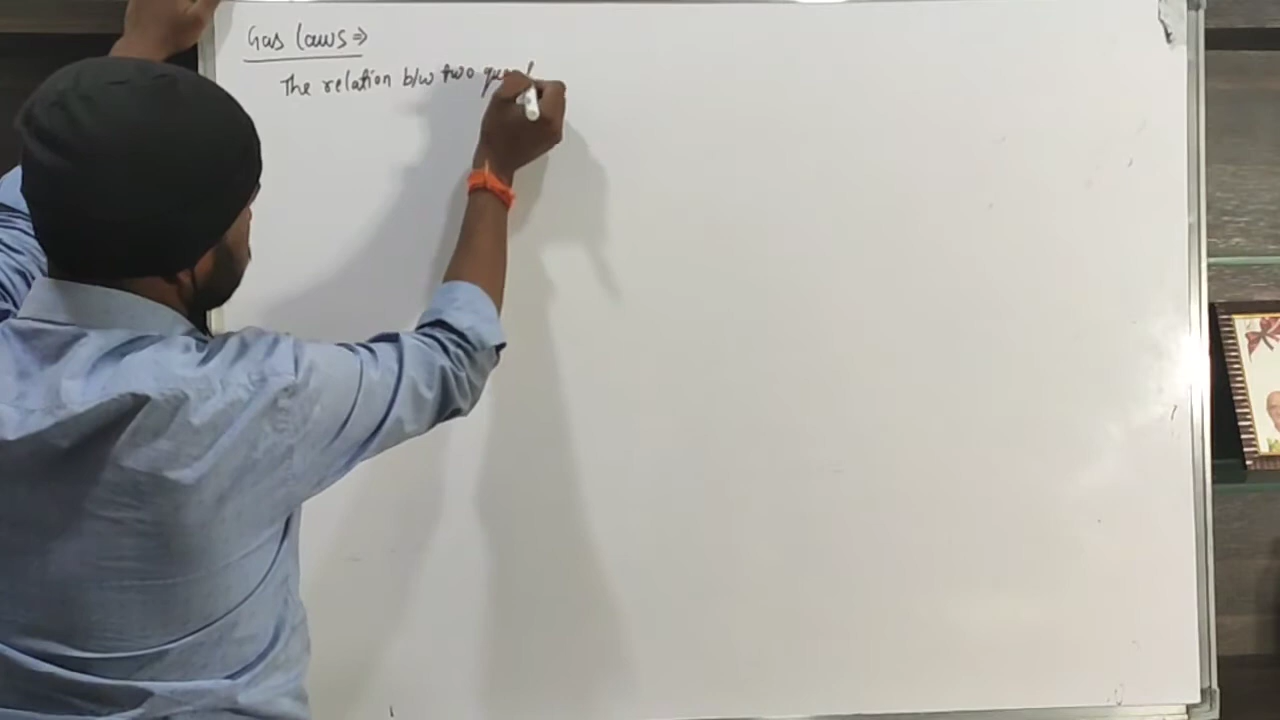 Gas laws ⇒
The relation b/w two